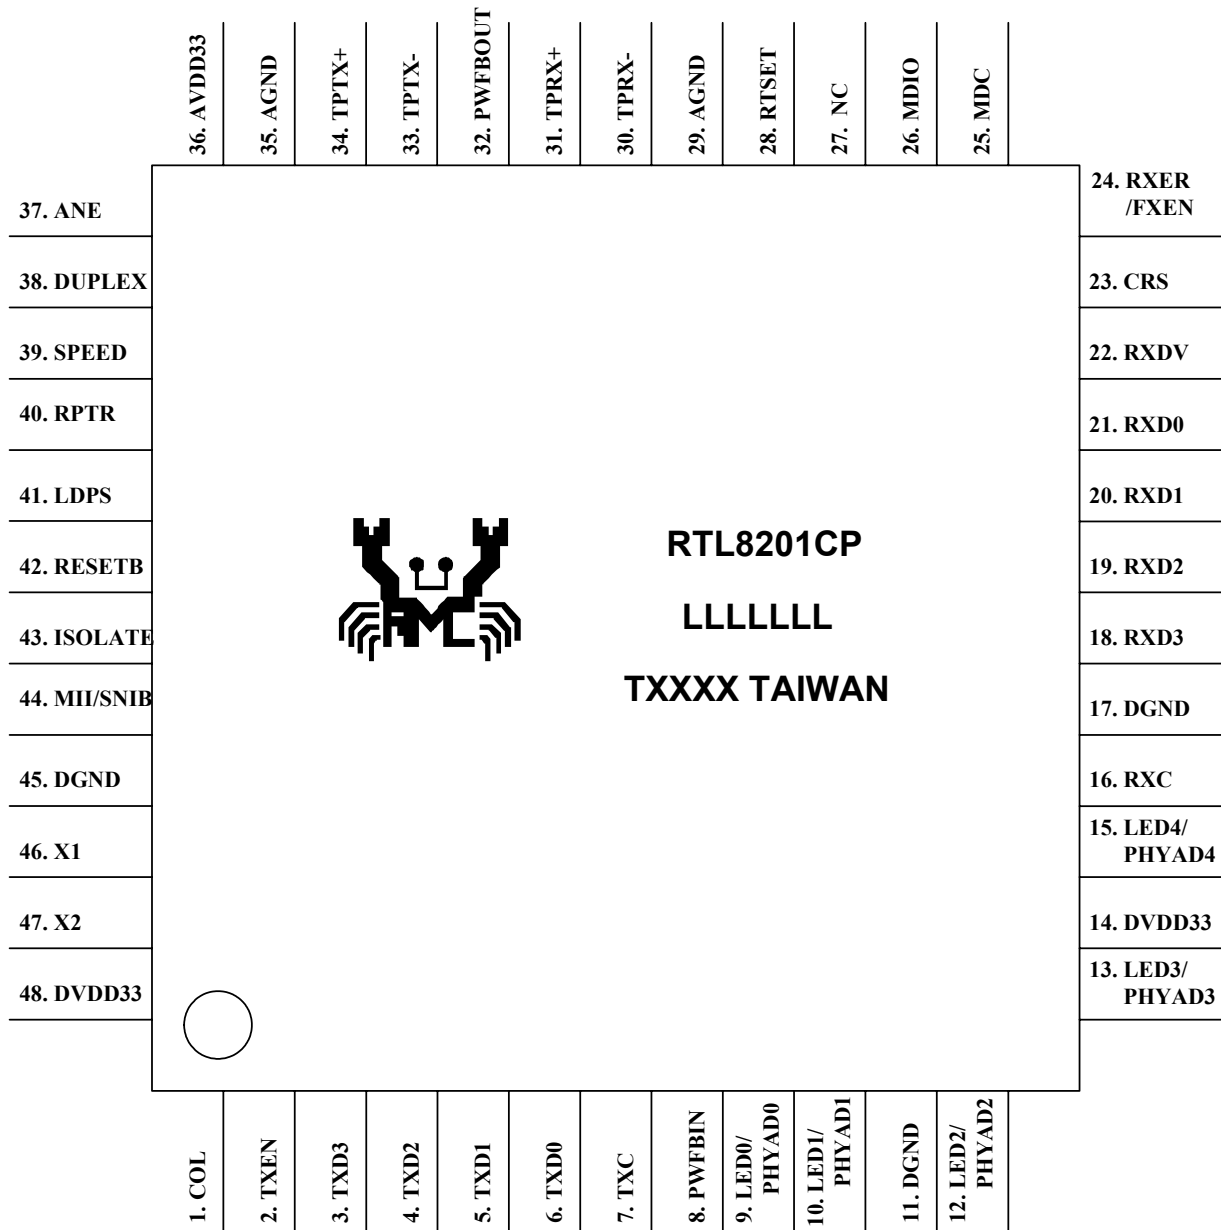 36. AVDD33
35. AGND
34. TPTX+
33. TPTX-
32. PWFBOUT
31. TPRX+
30. TPRX-
29. AGND
28. RTSET
27. NC
26. MDIO
25. MDC
37. ANE
38. DUPLEX
39. SPEED
40. RPTR
41. LDPS
42. RESETB
43. ISOLATE
44. MII/SNIB
45. DGND
46. X1
47. X2
48. DVDD33
RTL8201CP
LLLLLLL
TXXXX TAIWAN
24. RXER
/FXEN
23. CRS
22. RXDV
21. RXD0
20. RXD1
19. RXD2
18. RXD3
17. DGND
16. RXC
15. LED4/
PHYAD4
14. DVDD33
13. LED3/
PHYAD3
1. COL
2. TXEN
3. TXD3
4. TXD2
5. TXD1
6. TXD0
7. TXC
8. PWFBIN
9. LED0/
PHYAD0
10. LED1/
PHYAD1
11. DGND
12. LED2/
PHYAD2